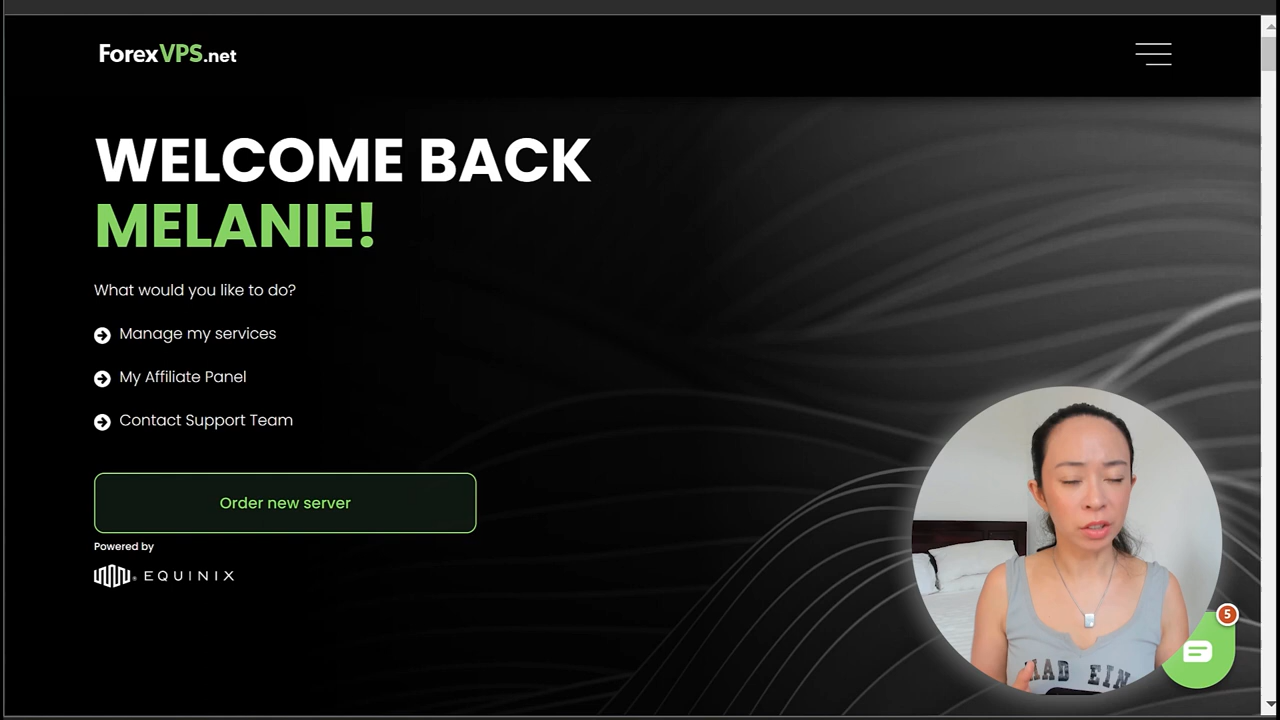 ForexVPS.net
WELCOME BACK
MELANIE!
What would you like to do?
Manage my services
My Affiliate Panel
Contact Support Team
Order new server
Powered by
EQUINIX
5
EIN